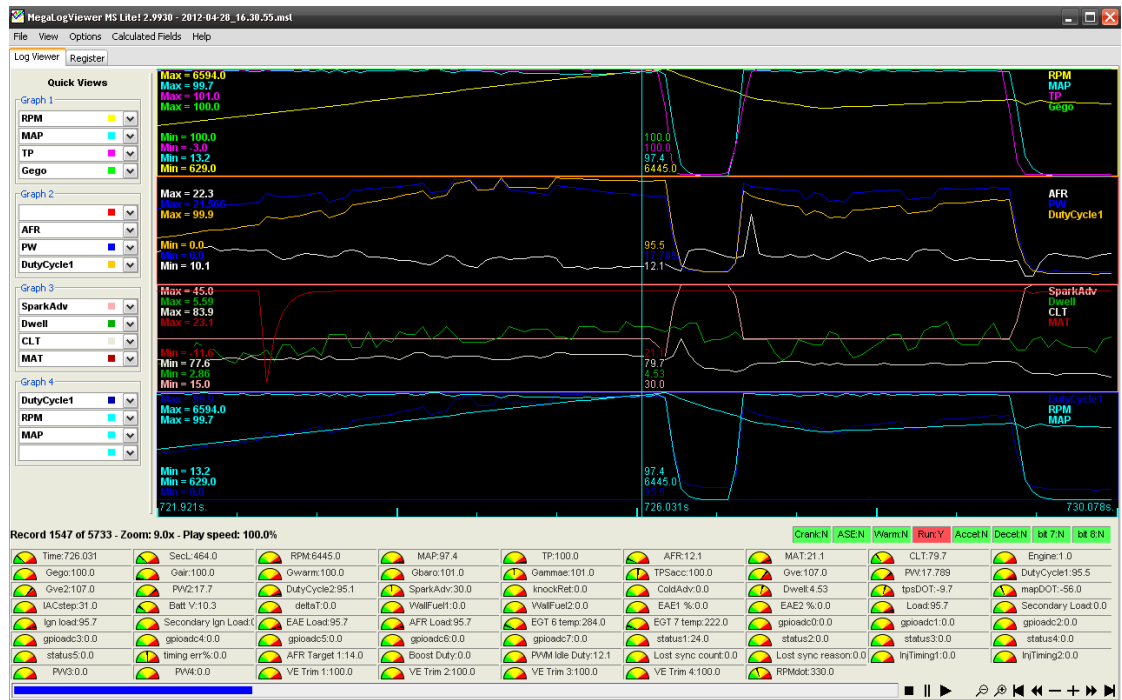 MegaLogViewer MS Lite! 2.9930 - 2012-04-28_16.30.55.msl
File View Options Calculated Fields Help
Log Viewer Register
Quick Views
Graph 1
RPM
MAP
TP
Gego
Graph 2
AFR
PW
DutyCycle1
Graph 3
SparkAdv
Dwell
CLT
MAT
Graph 4
DutyCycle1
RPM
MAP
Max = 6594.0
Max = 99.7
Max = 101.0
Max = 100.0
Min = 100.0
Min = -3.0
Min = 13.2
Min = 629.0
100.0
100.0
97.4
6445.0
RPM
MAP
TP
Gego
Max = 22.3
Max = 21.566
Max = 99.9
Min = 0.0
Min = 0.0
Min = 10.1
95.5
17.789
12.1
AFR
PW
DutyCycle1
Max = 45.0
Max = 5.59
Max = 83.9
Max = 23.1
Min = -11.6
Min = 77.6
Min = 2.86
Min = 15.0
21.1
79.7
4.53
30.0
SparkAdv
Dwell
CLT
MAT
Max = 99.9
Max = 6594.0
Max = 99.7
Min = 13.2
Min = 629.0
Min = 0.0
97.4
6445.0
95.5
DutyCycle1
RPM
MAP
721.921s. 726.031s 730.078s.
Record 1547 of 5733 - Zoom: 9.0x - Play speed: 100.0% Crank:N ASE:N Warm:N Run:Y Accel:N Decel:N bit 7:N bit 8:N
Time:726.031 SecL:464.0 RPM:6445.0 MAP:97.4 TP:100.0 AFR:12.1 MAT:21.1 CLT:79.7 Engine:1.0
Gego:100.0 Gair:100.0 Gwarm:100.0 Gbaro:101.0 Gammae:101.0 TPSacc:100.0 Gve:107.0 PW:17.789 DutyCycle1:95.5
Gve2:107.0 PW2:17.7 DutyCycle2:95.1 SparkAdv:30.0 knockRet:0.0 ColdAdv:0.0 Dwell:4.53 tpsDOT:-9.7 mapDOT:-56.0
IACstep:31.0 Batt V:10.3 deltaT:0.0 WallFuel1:0.0 WallFuel2:0.0 EAE1 %:0.0 EAE2 %:0.0 Load:95.7 Secondary Load:0.0
Ign load:95.7 Secondary Ign Load:( EAE Load:95.7 AFR Load:95.7 EGT 6 temp:284.0 EGT 7 temp:222.0 gpioadc0:0.0 gpioadc1:0.0 gpioadc2:0.0
gpioadc3:0.0 gpioadc4:0.0 gpioadc5:0.0 gpioadc6:0.0 gpioadc7:0.0 status1:24.0 status2:0.0 status3:0.0 status4:0.0
status5:0.0 timing err%:0.0 AFR Target 1:14.0 Boost Duty:0.0 PWM Idle Duty:12.1 Lost sync count:0.0 Lost sync reason:0.0 InjTiming1:0.0 InjTiming2:0.0
PW3:0.0 PW4:0.0 VE Trim 1:100.0 VE Trim 2:100.0 VE Trim 3:100.0 VE Trim 4:100.0 RPMdot:330.0